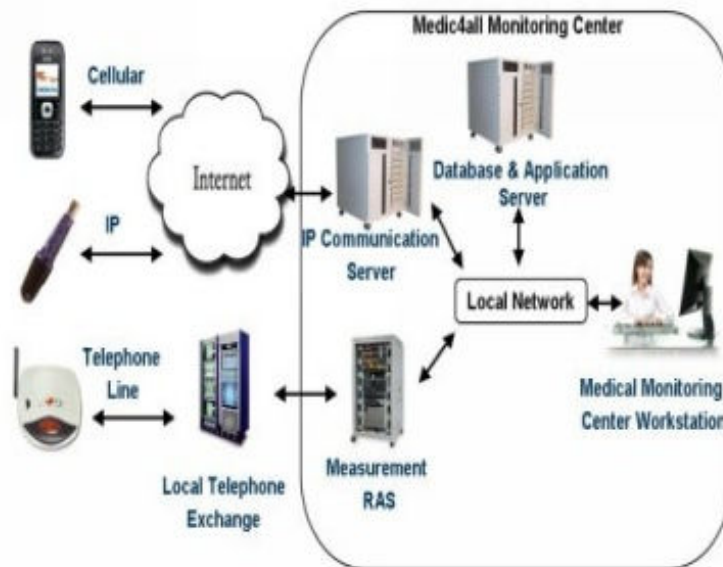 Medic4all Monitoring Center
Cellular
Internet
IP
Database & Application
Server
IP Communication
Server
Local Network
Telephone
Line
Medical Monitoring
Center Workstation
Local Telephone
Exchange
Measurement
RAS